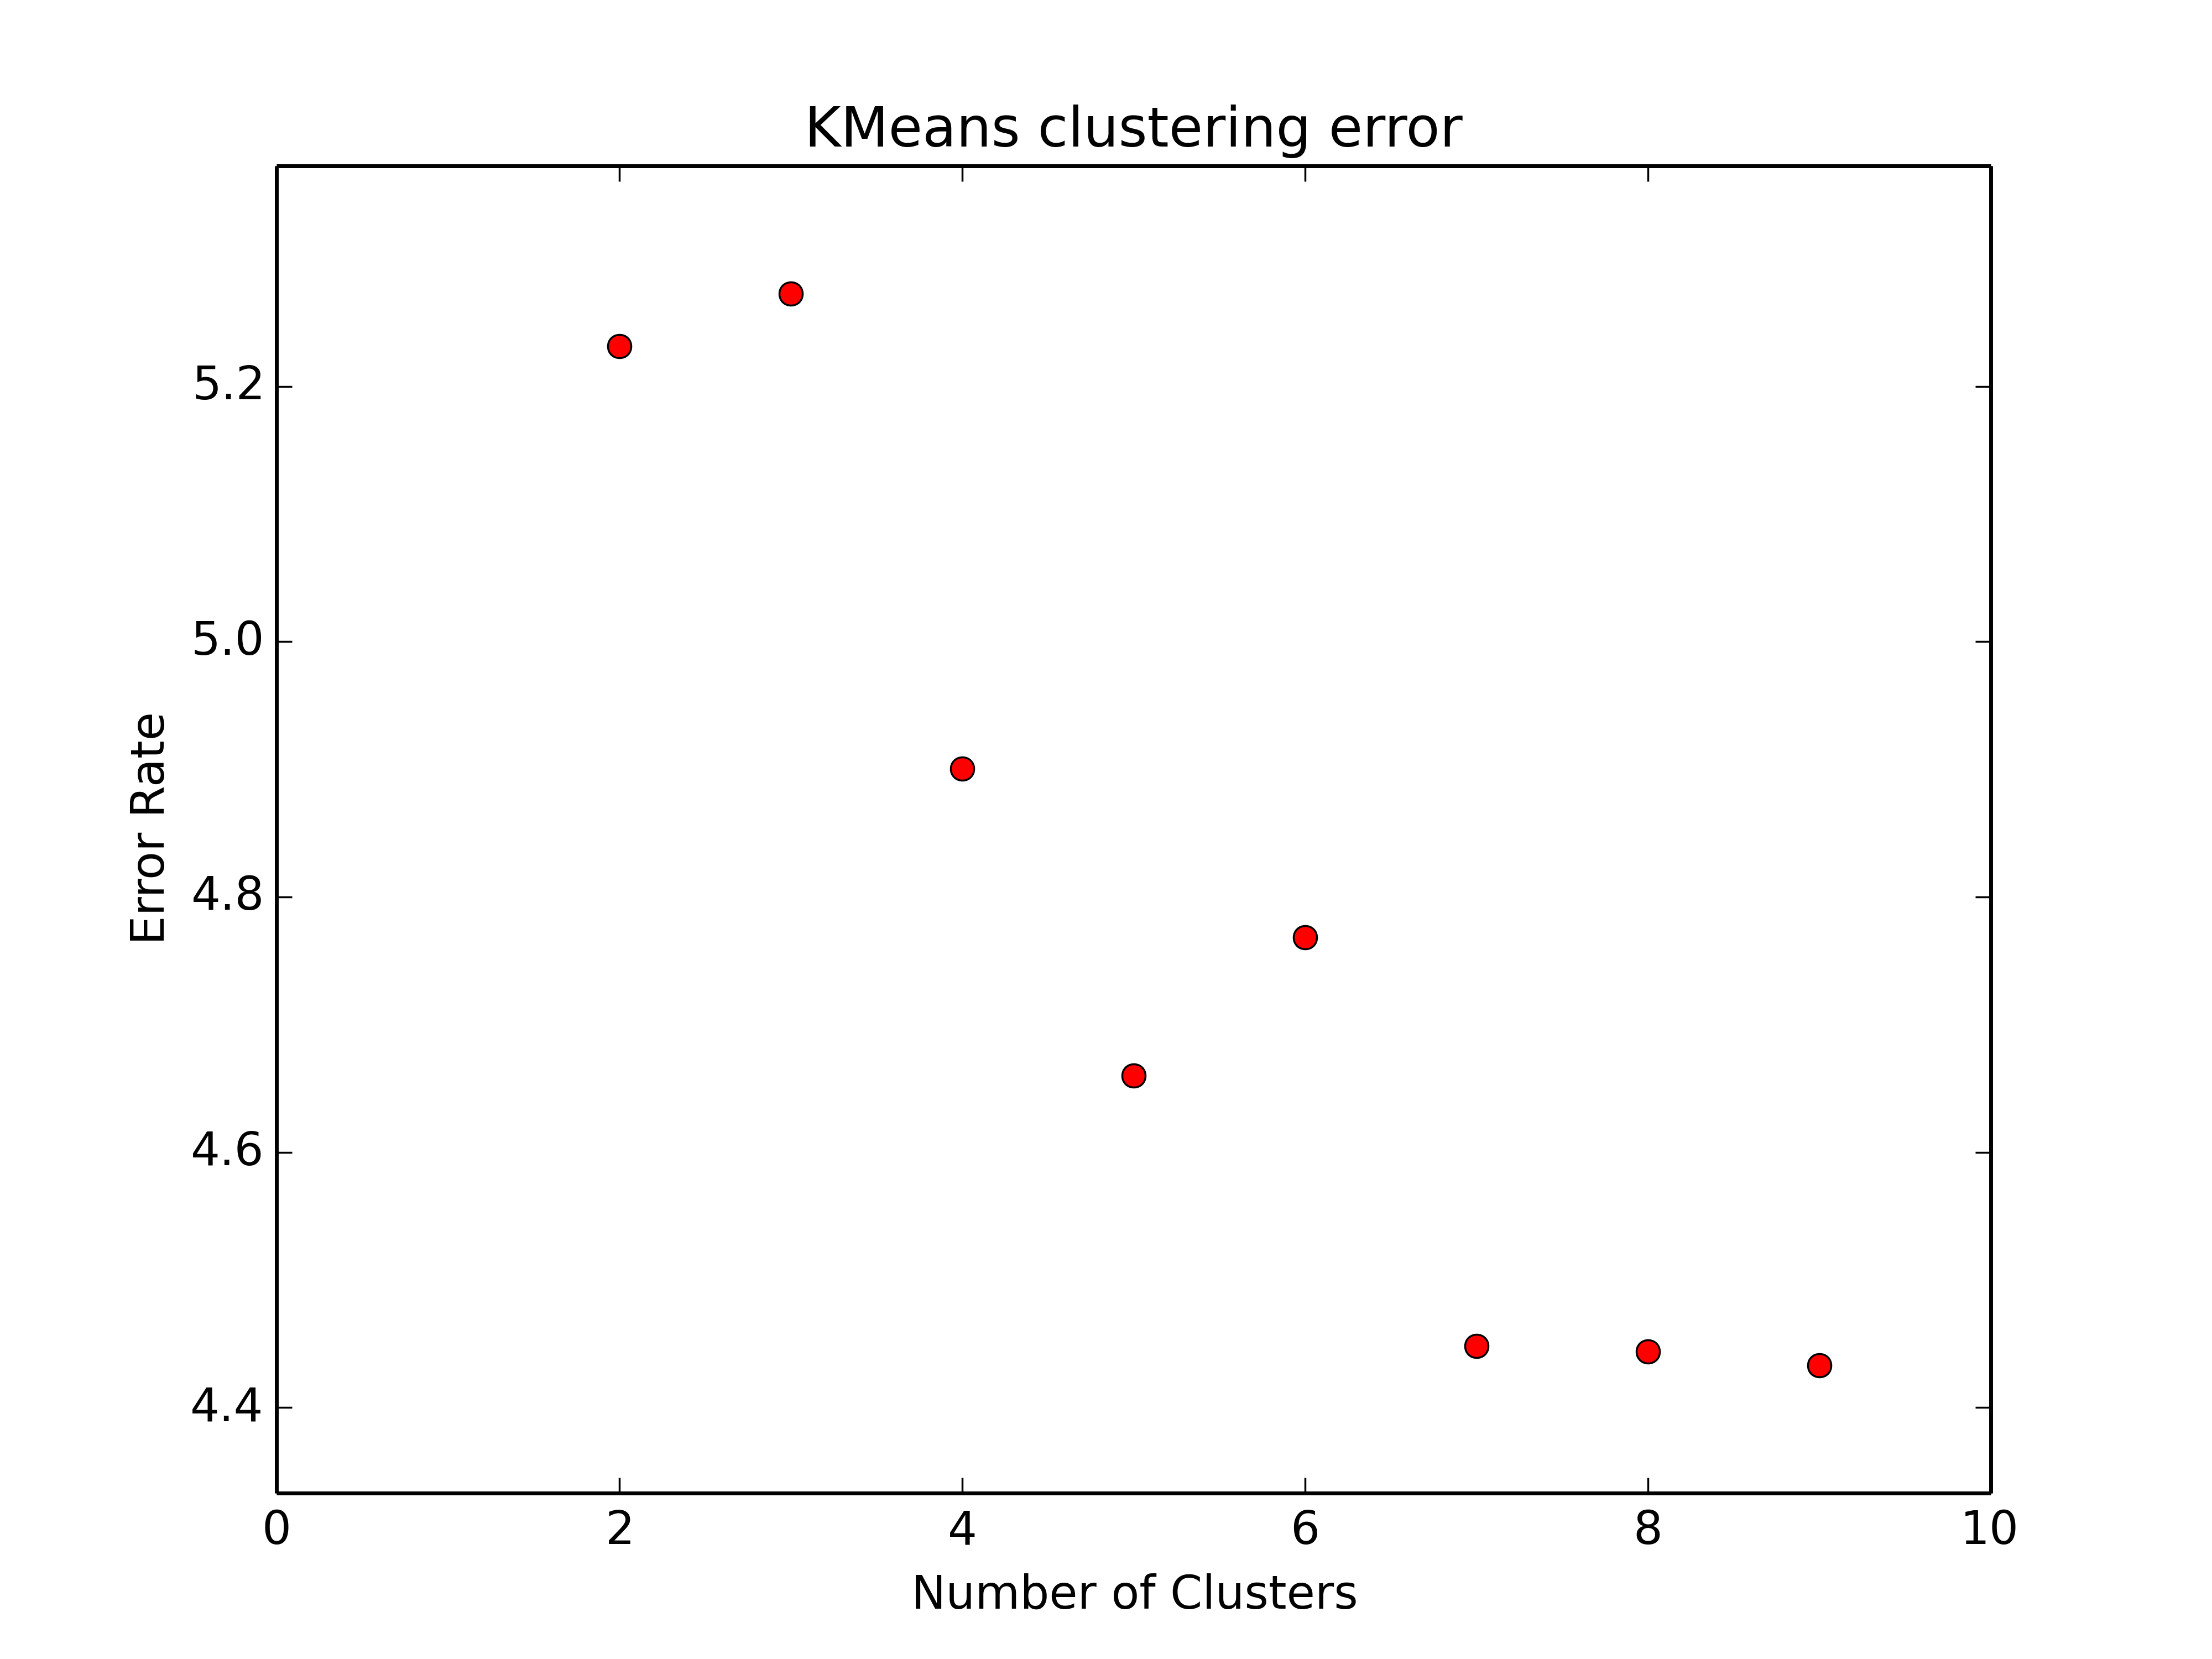 KMeans clustering error
5.2
5.0
4.8
4.6
4.4
Error Rate
0 2 4 6 8 10
Number of Clusters